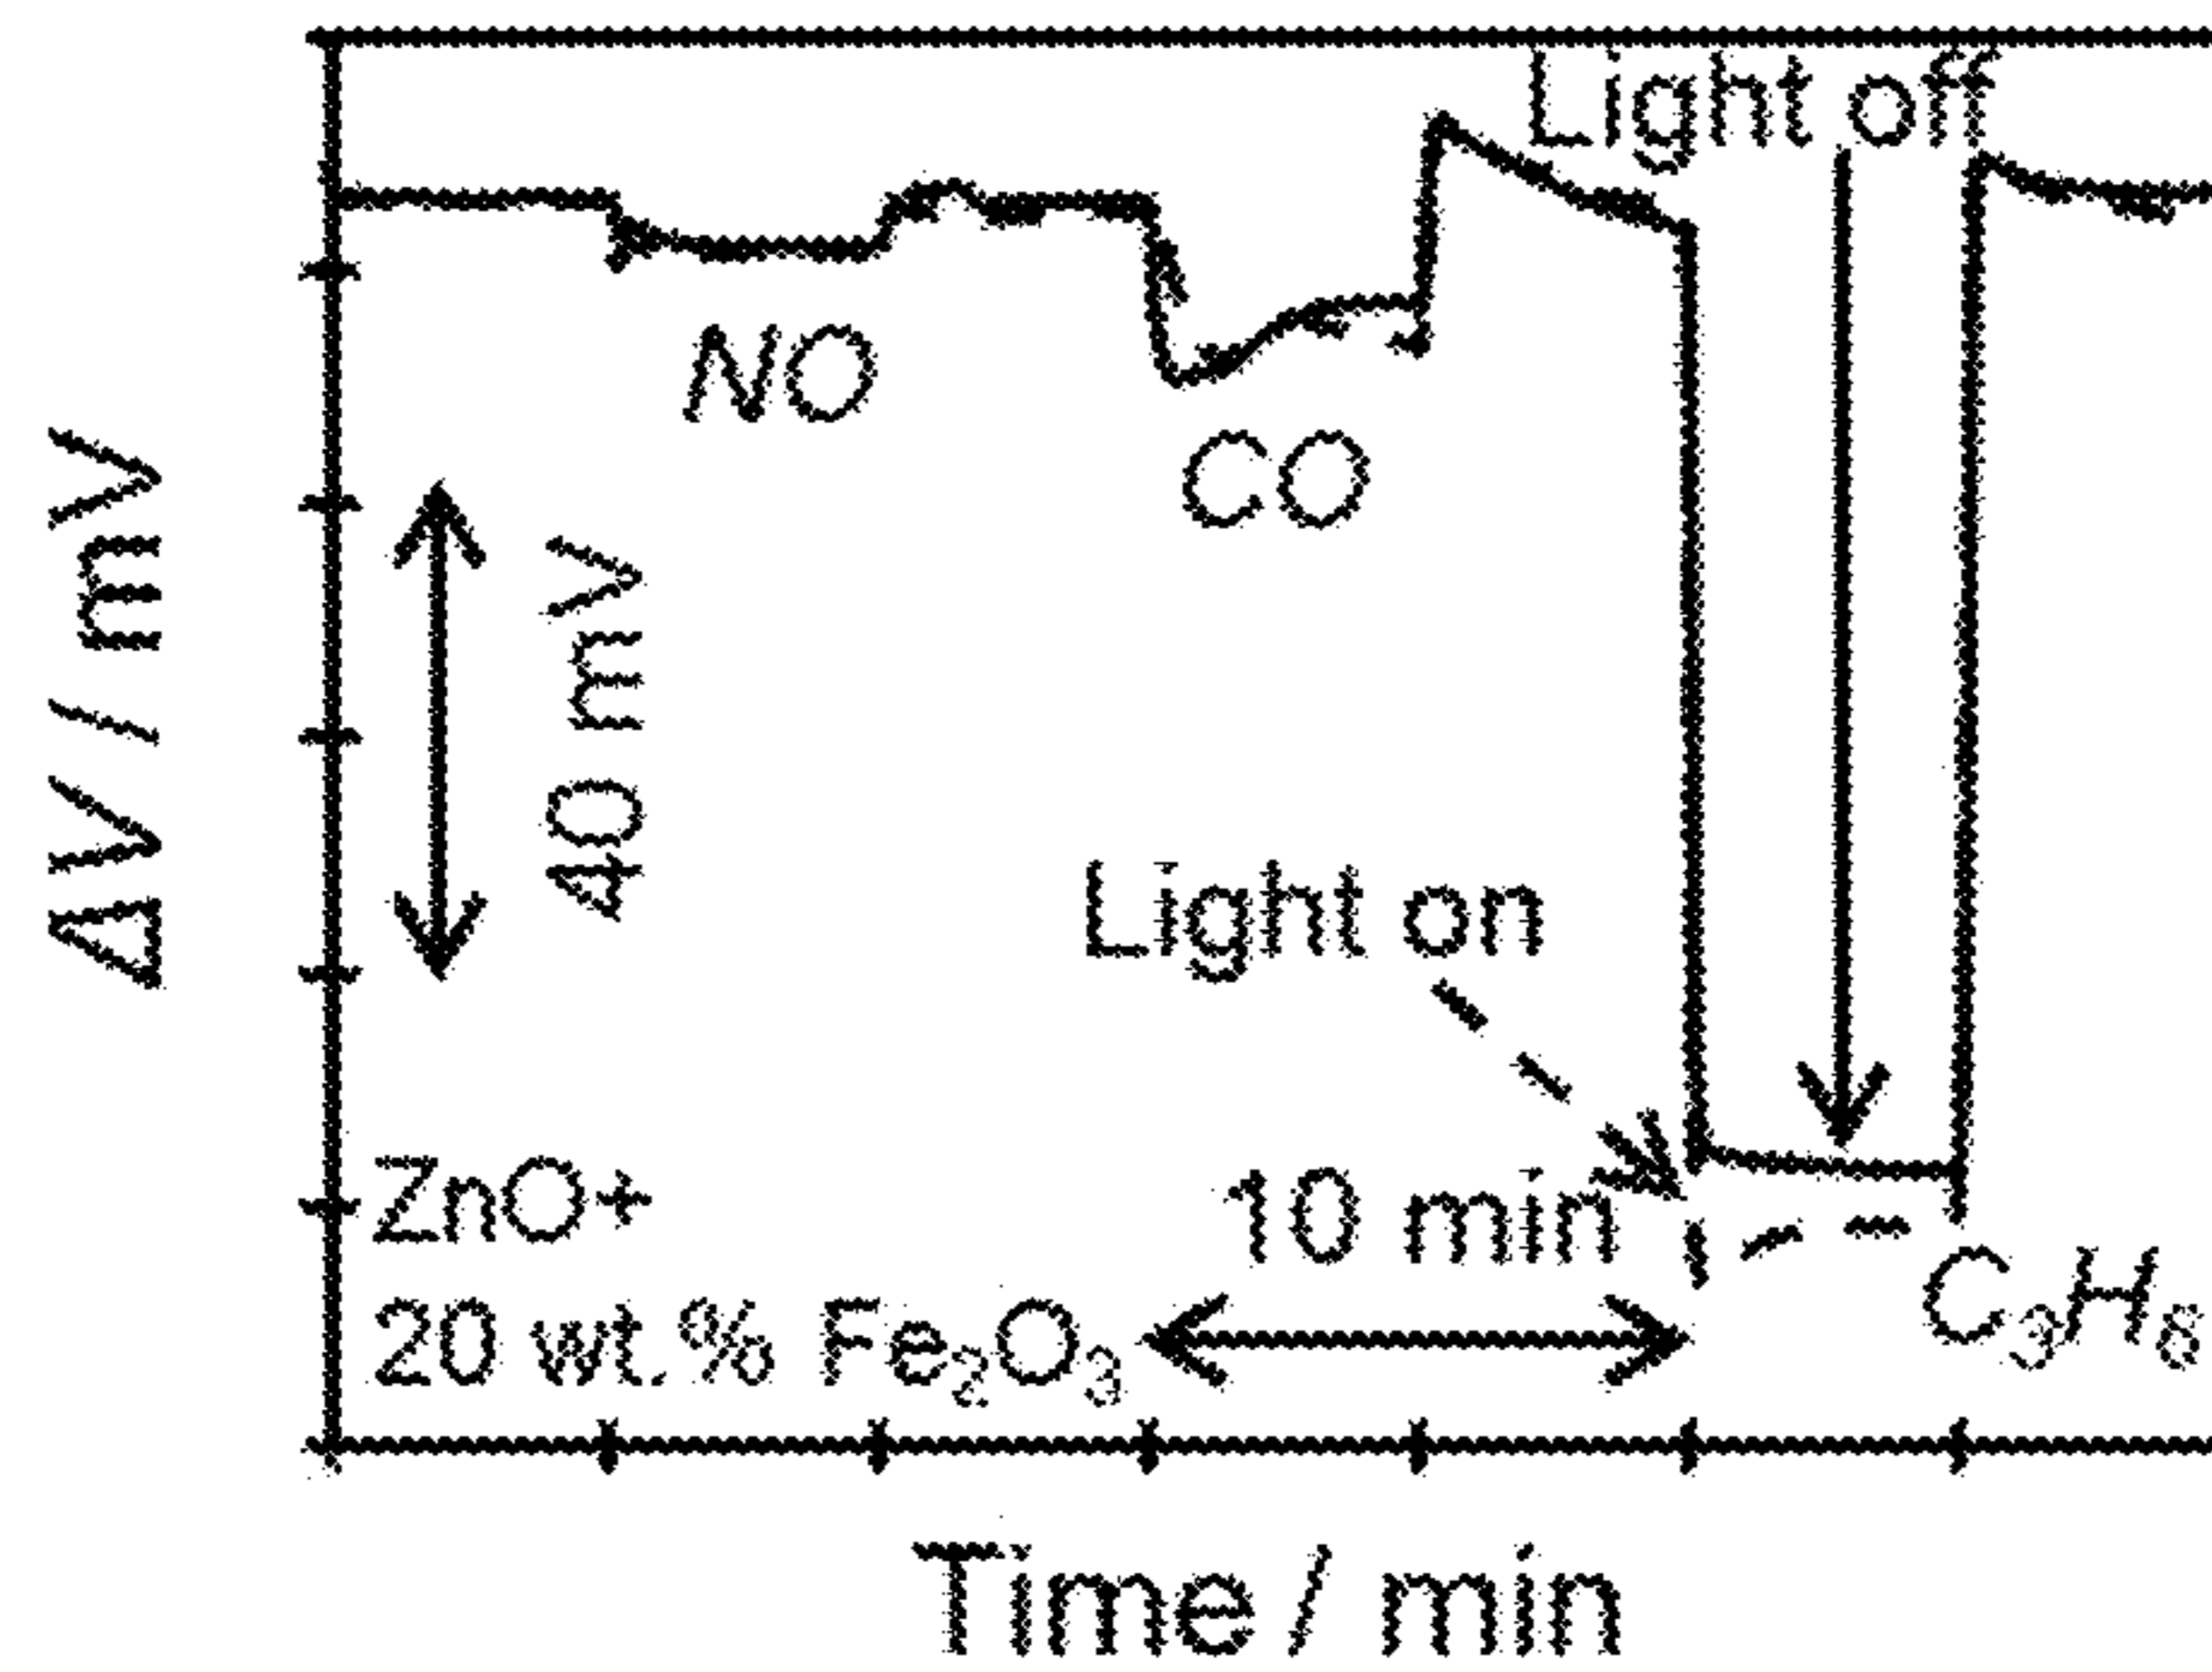 Light off
NO
CO
ΔV / mV
40 mV
Light on
ZnO+
10 min
20 wt.% Fe₂O₃
C₃H₈
Time / min